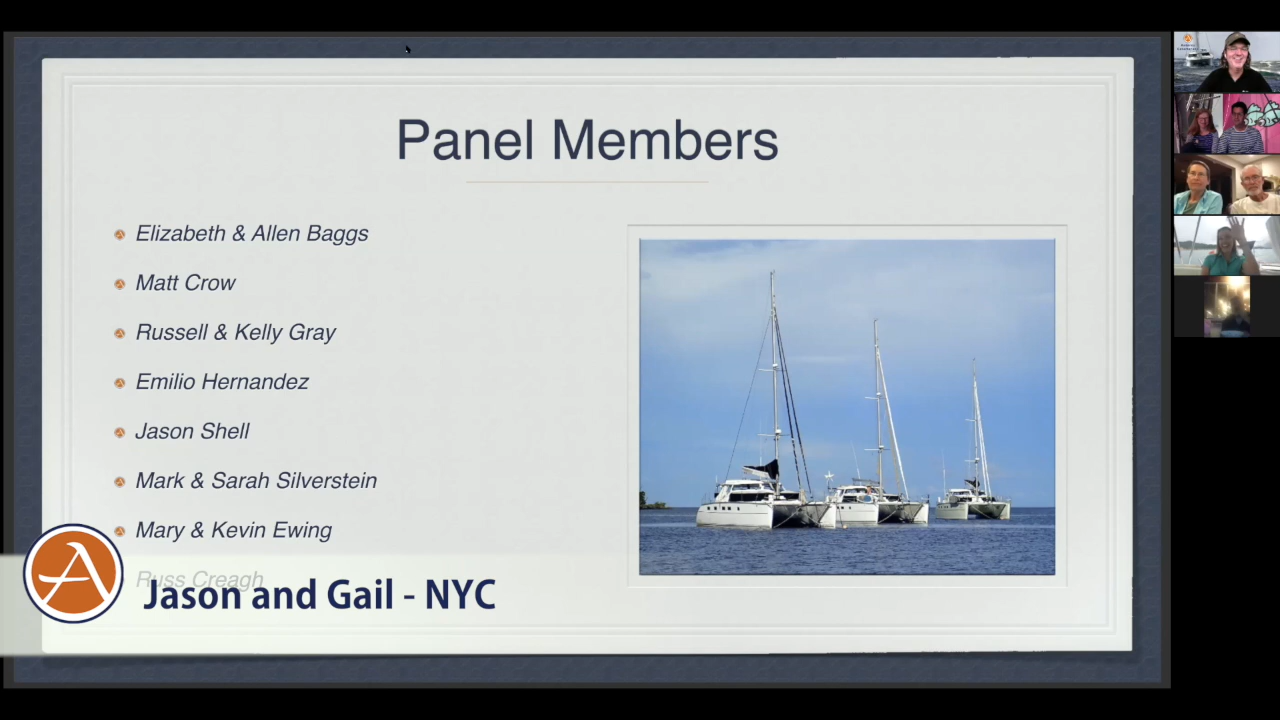 Panel Members
Elizabeth & Allen Baggs
Matt Crow
Russell & Kelly Gray
Emilio Hernandez
Jason Shell
Mark & Sarah Silverstein
Mary & Kevin Ewing
Russ Creagh
Jason and Gail - NYC